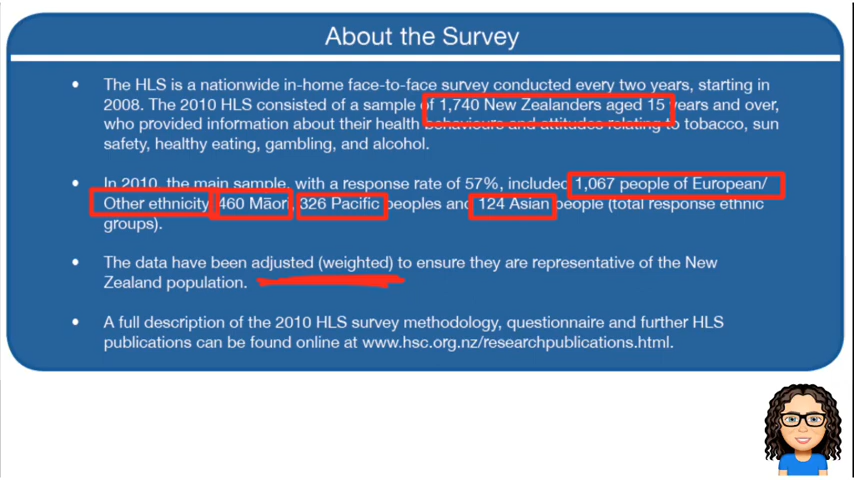 About the Survey
• The HLS is a nationwide in-home face-to-face survey conducted every two years, starting in
2008. The 2010 HLS consisted of a sample of 1,740 New Zealanders aged 15 years and over,
who provided information about their health behaviours and attitudes relating to tobacco, sun
safety, healthy eating, gambling, and alcohol.
• In 2010, the main sample, with a response rate of 57%, included 1,067 people of European/
Other ethnicity, 460 Māori, 326 Pacific peoples and 124 Asian people (total response ethnic
groups).
• The data have been adjusted (weighted) to ensure they are representative of the New
Zealand population.
• A full description of the 2010 HLS survey methodology, questionnaire and further HLS
publications can be found online at www.hsc.org.nz/researchpublications.html.